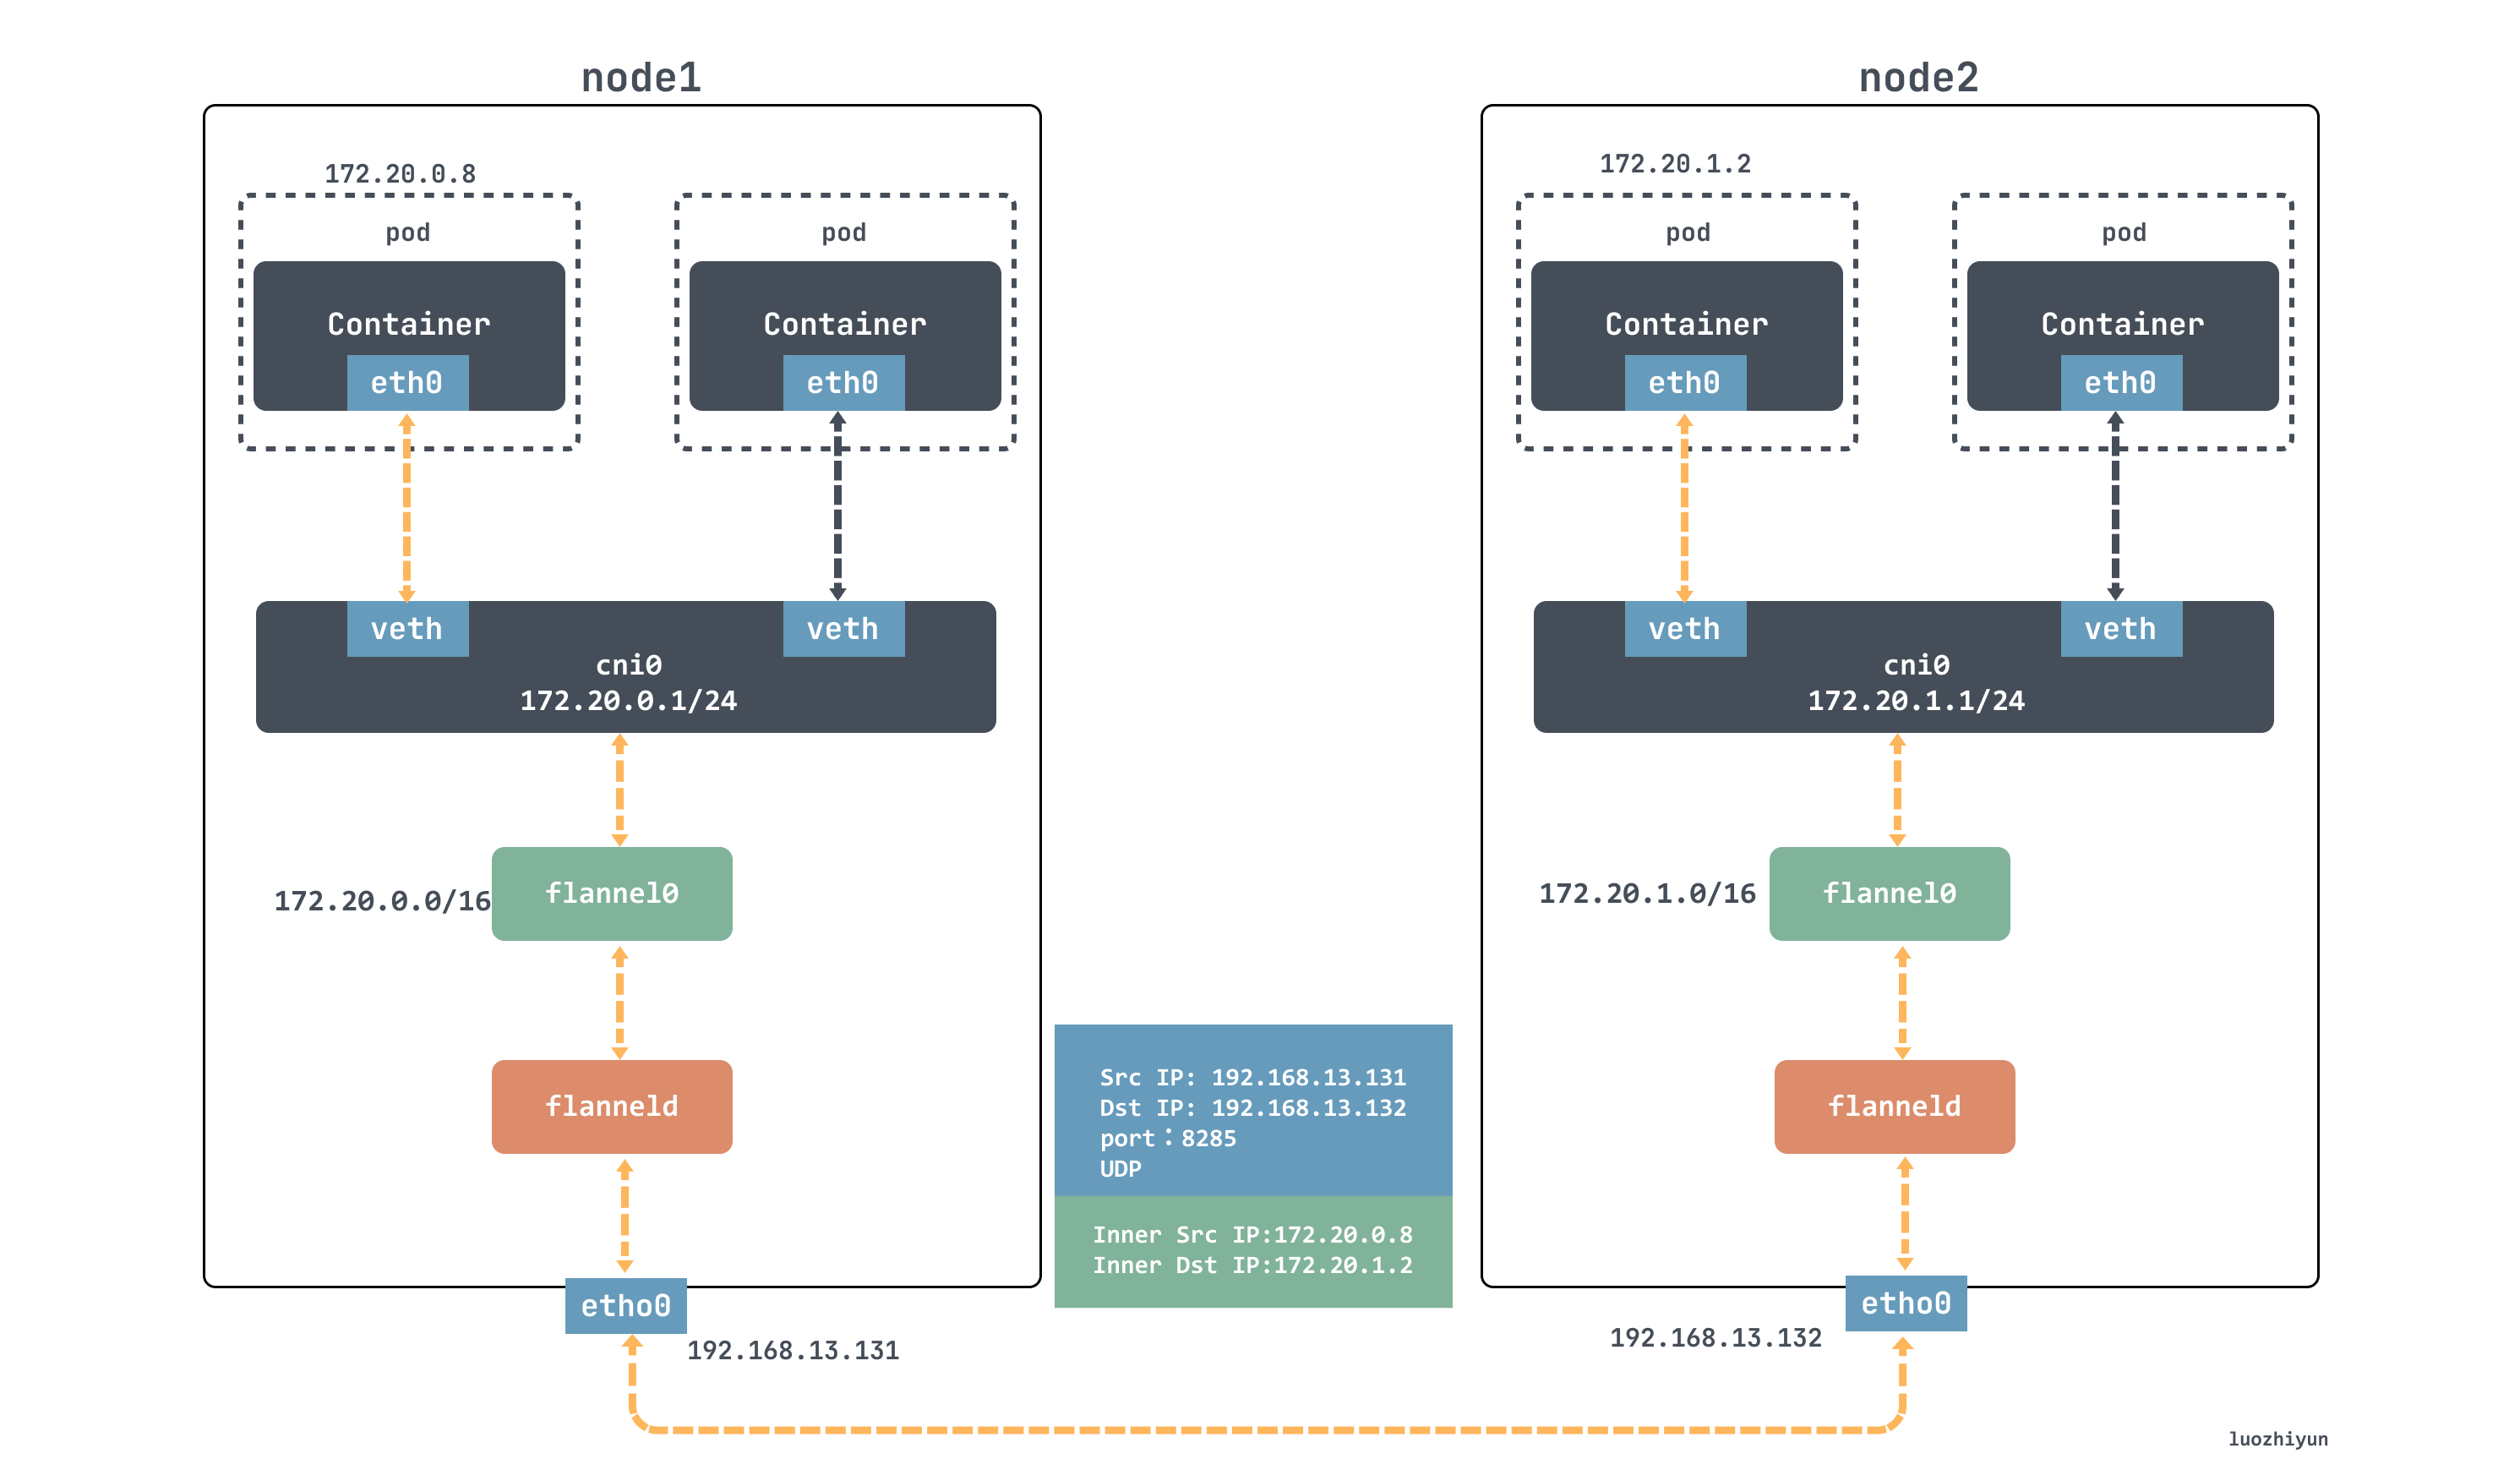 node1
172.20.0.8
pod
pod
Container
Container
eth0
eth0
veth
veth
cni0
172.20.0.1/24
172.20.0.0/16
flannel0
flanneld
etho0
192.168.13.131
Src IP: 192.168.13.131
Dst IP: 192.168.13.132
port：8285
UDP
Inner Src IP:172.20.0.8
Inner Dst IP:172.20.1.2
node2
172.20.1.2
pod
pod
Container
Container
eth0
eth0
veth
veth
cni0
172.20.1.1/24
172.20.1.0/16
flannel0
flanneld
etho0
192.168.13.132
luozhiyun